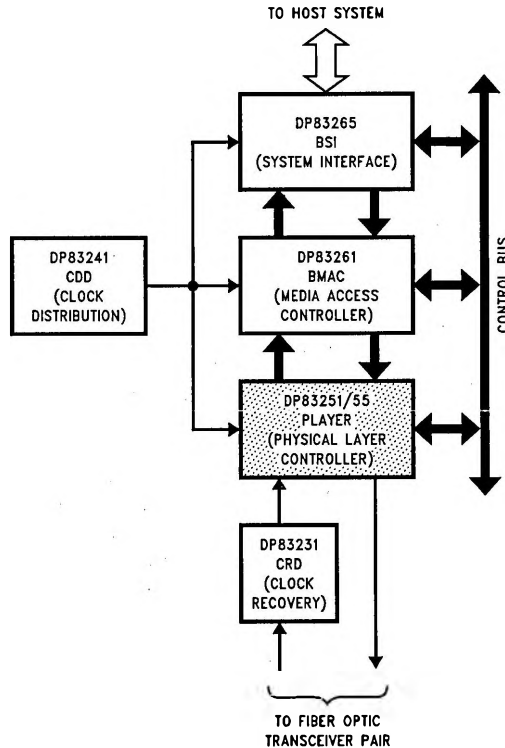 TO HOST SYSTEM
DP83265
BSI
(SYSTEM INTERFACE)
DP83241
CDD
(CLOCK
DISTRIBUTION)
DP83261
BMAC
(MEDIA ACCESS
CONTROLLER)
CONTROL BUS
DP83251/55
PLAYER
(PHYSICAL LAYER
CONTROLLER)
DP83231
CRD
(CLOCK
RECOVERY)
TO FIBER OPTIC
TRANSCEIVER PAIR